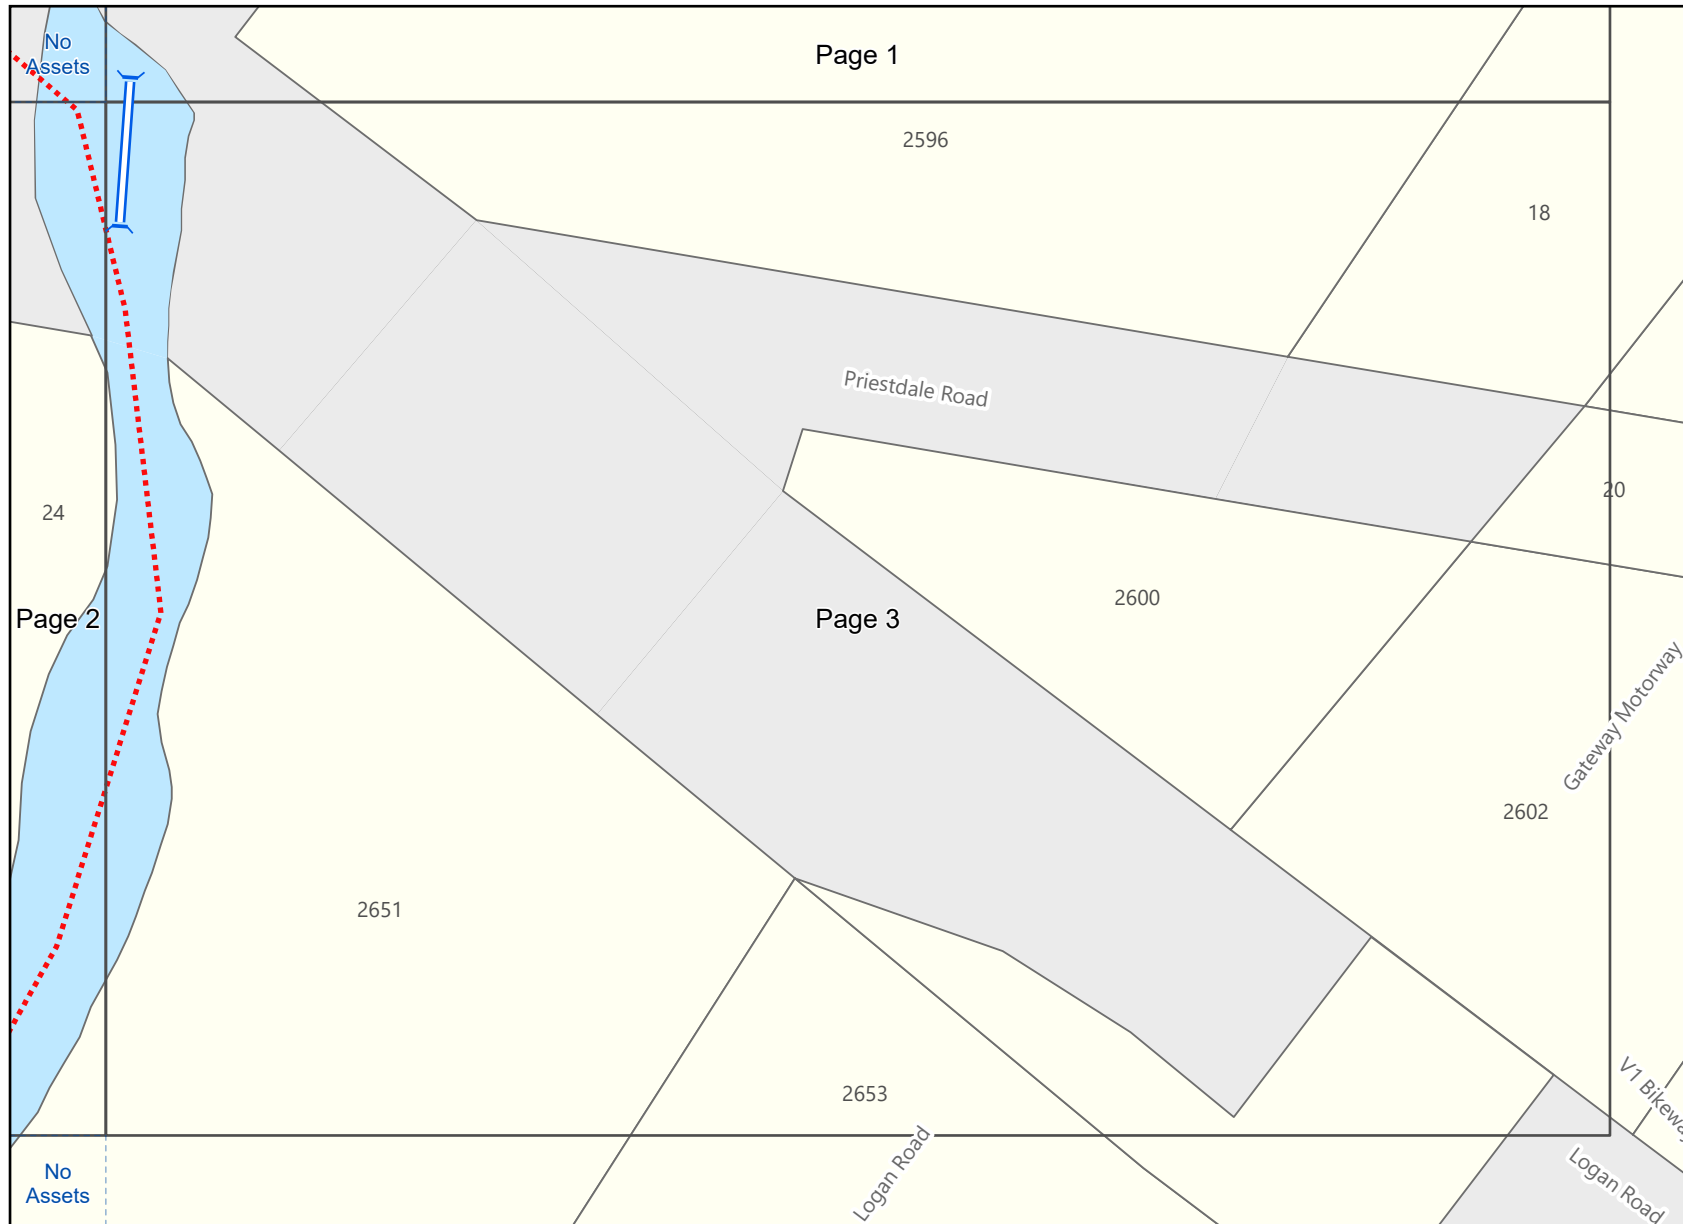 No
Assets
Page 1
2596
18
Priestdale Road
20
24
Page 2
2600
Page 3
Gateway Motorway
2602
2651
2653
V1 Bikeway
Logan Road
Logan Road
No
Assets